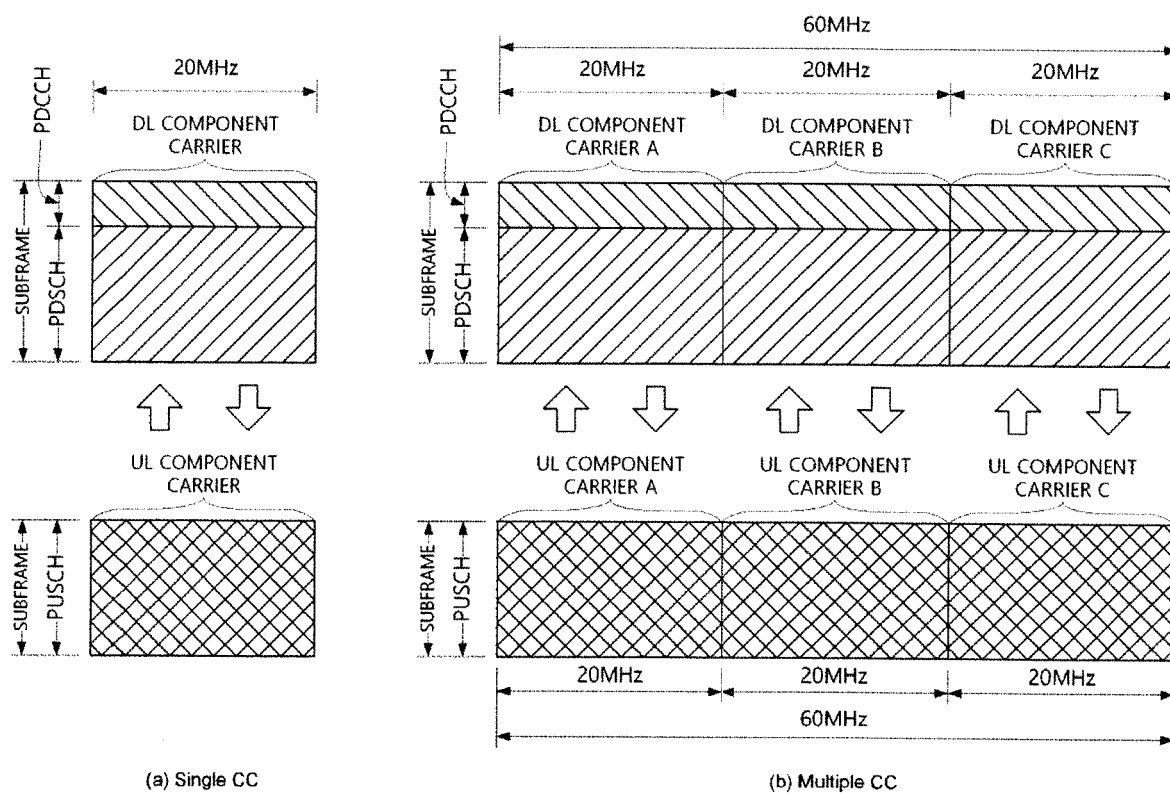 20MHz
PDCCH
DL COMPONENT
CARRIER
SUBFRAME
PDSCH
UL COMPONENT
CARRIER
SUBFRAME
PUSCH
(a) Single CC
60MHz
20MHz
20MHz
20MHz
PDCCH
DL COMPONENT
CARRIER A
DL COMPONENT
CARRIER B
DL COMPONENT
CARRIER C
SUBFRAME
PDSCH
UL COMPONENT
CARRIER A
UL COMPONENT
CARRIER B
UL COMPONENT
CARRIER C
SUBFRAME
PUSCH
20MHz
20MHz
20MHz
60MHz
(b) Multiple CC